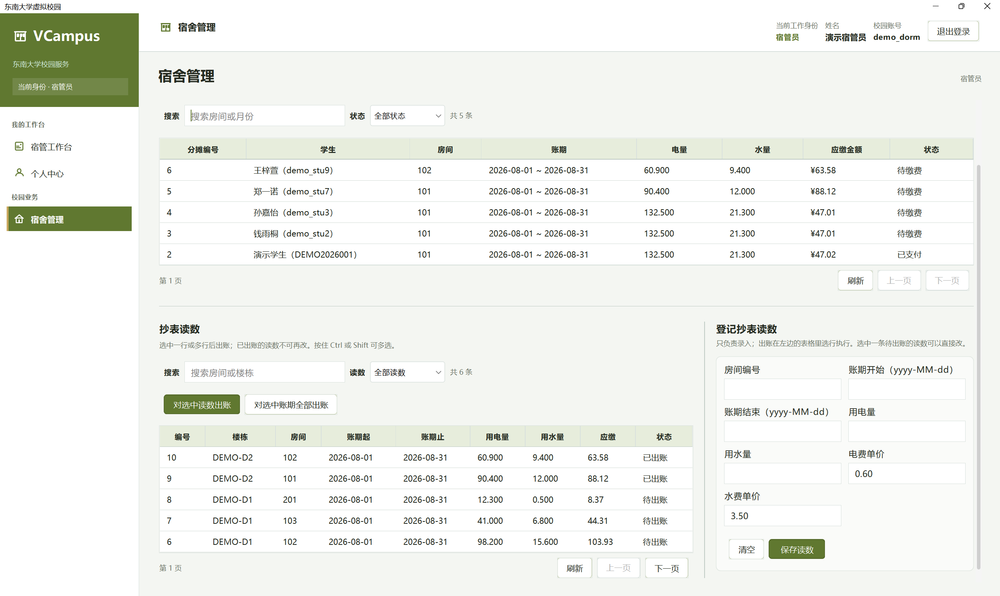 东南大学虚拟校园
VCampus
东南大学校园服务
当前身份 · 宿管员
我的工作台
宿管工作台
个人中心
校园业务
宿舍管理
宿舍管理
当前工作身份 姓名 校园账号
宿管员 演示宿管员 demo_dorm
退出登录
宿舍管理
宿管员
搜索 搜索房间或月份 状态 全部状态 共 5 条
分摊编号 学生 房间 账期 电量 水量 应缴金额 状态
6 王梓萱（demo_stu9） 102 2026-08-01 ~ 2026-08-31 60.900 9.400 ¥63.58 待缴费
5 郑一诺（demo_stu7） 101 2026-08-01 ~ 2026-08-31 90.400 12.000 ¥88.12 待缴费
4 孙嘉怡（demo_stu3） 101 2026-08-01 ~ 2026-08-31 132.500 21.300 ¥47.01 待缴费
3 钱雨桐（demo_stu2） 101 2026-08-01 ~ 2026-08-31 132.500 21.300 ¥47.01 待缴费
2 演示学生（DEMO2026001） 101 2026-08-01 ~ 2026-08-31 132.500 21.300 ¥47.02 已支付
第 1 页 刷新 上一页 下一页
抄表读数
选中一行或多行后出账；已出账的读数不可再改。按住 Ctrl 或 Shift 可多选。
搜索 搜索房间或楼栋 读数 全部读数 共 6 条
对选中读数出账 对选中账期全部出账
编号 楼栋 房间 账期起 账期止 用电量 用水量 应缴 状态
10 DEMO-D2 102 2026-08-01 2026-08-31 60.900 9.400 63.58 已出账
9 DEMO-D2 101 2026-08-01 2026-08-31 90.400 12.000 88.12 已出账
8 DEMO-D1 201 2026-08-01 2026-08-31 12.300 0.500 8.37 待出账
7 DEMO-D1 103 2026-08-01 2026-08-31 41.000 6.800 44.31 待出账
6 DEMO-D1 102 2026-08-01 2026-08-31 98.200 15.600 103.93 待出账
第 1 页 刷新 上一页 下一页
登记抄表读数
只负责录入；出账在左边的表格里选行执行。选中一条待出账的读数可以直接改。
房间编号 账期开始（yyyy-MM-dd）
账期结束（yyyy-MM-dd） 用电量
用水量 电费单价
0.60
水费单价
3.50
清空 保存读数